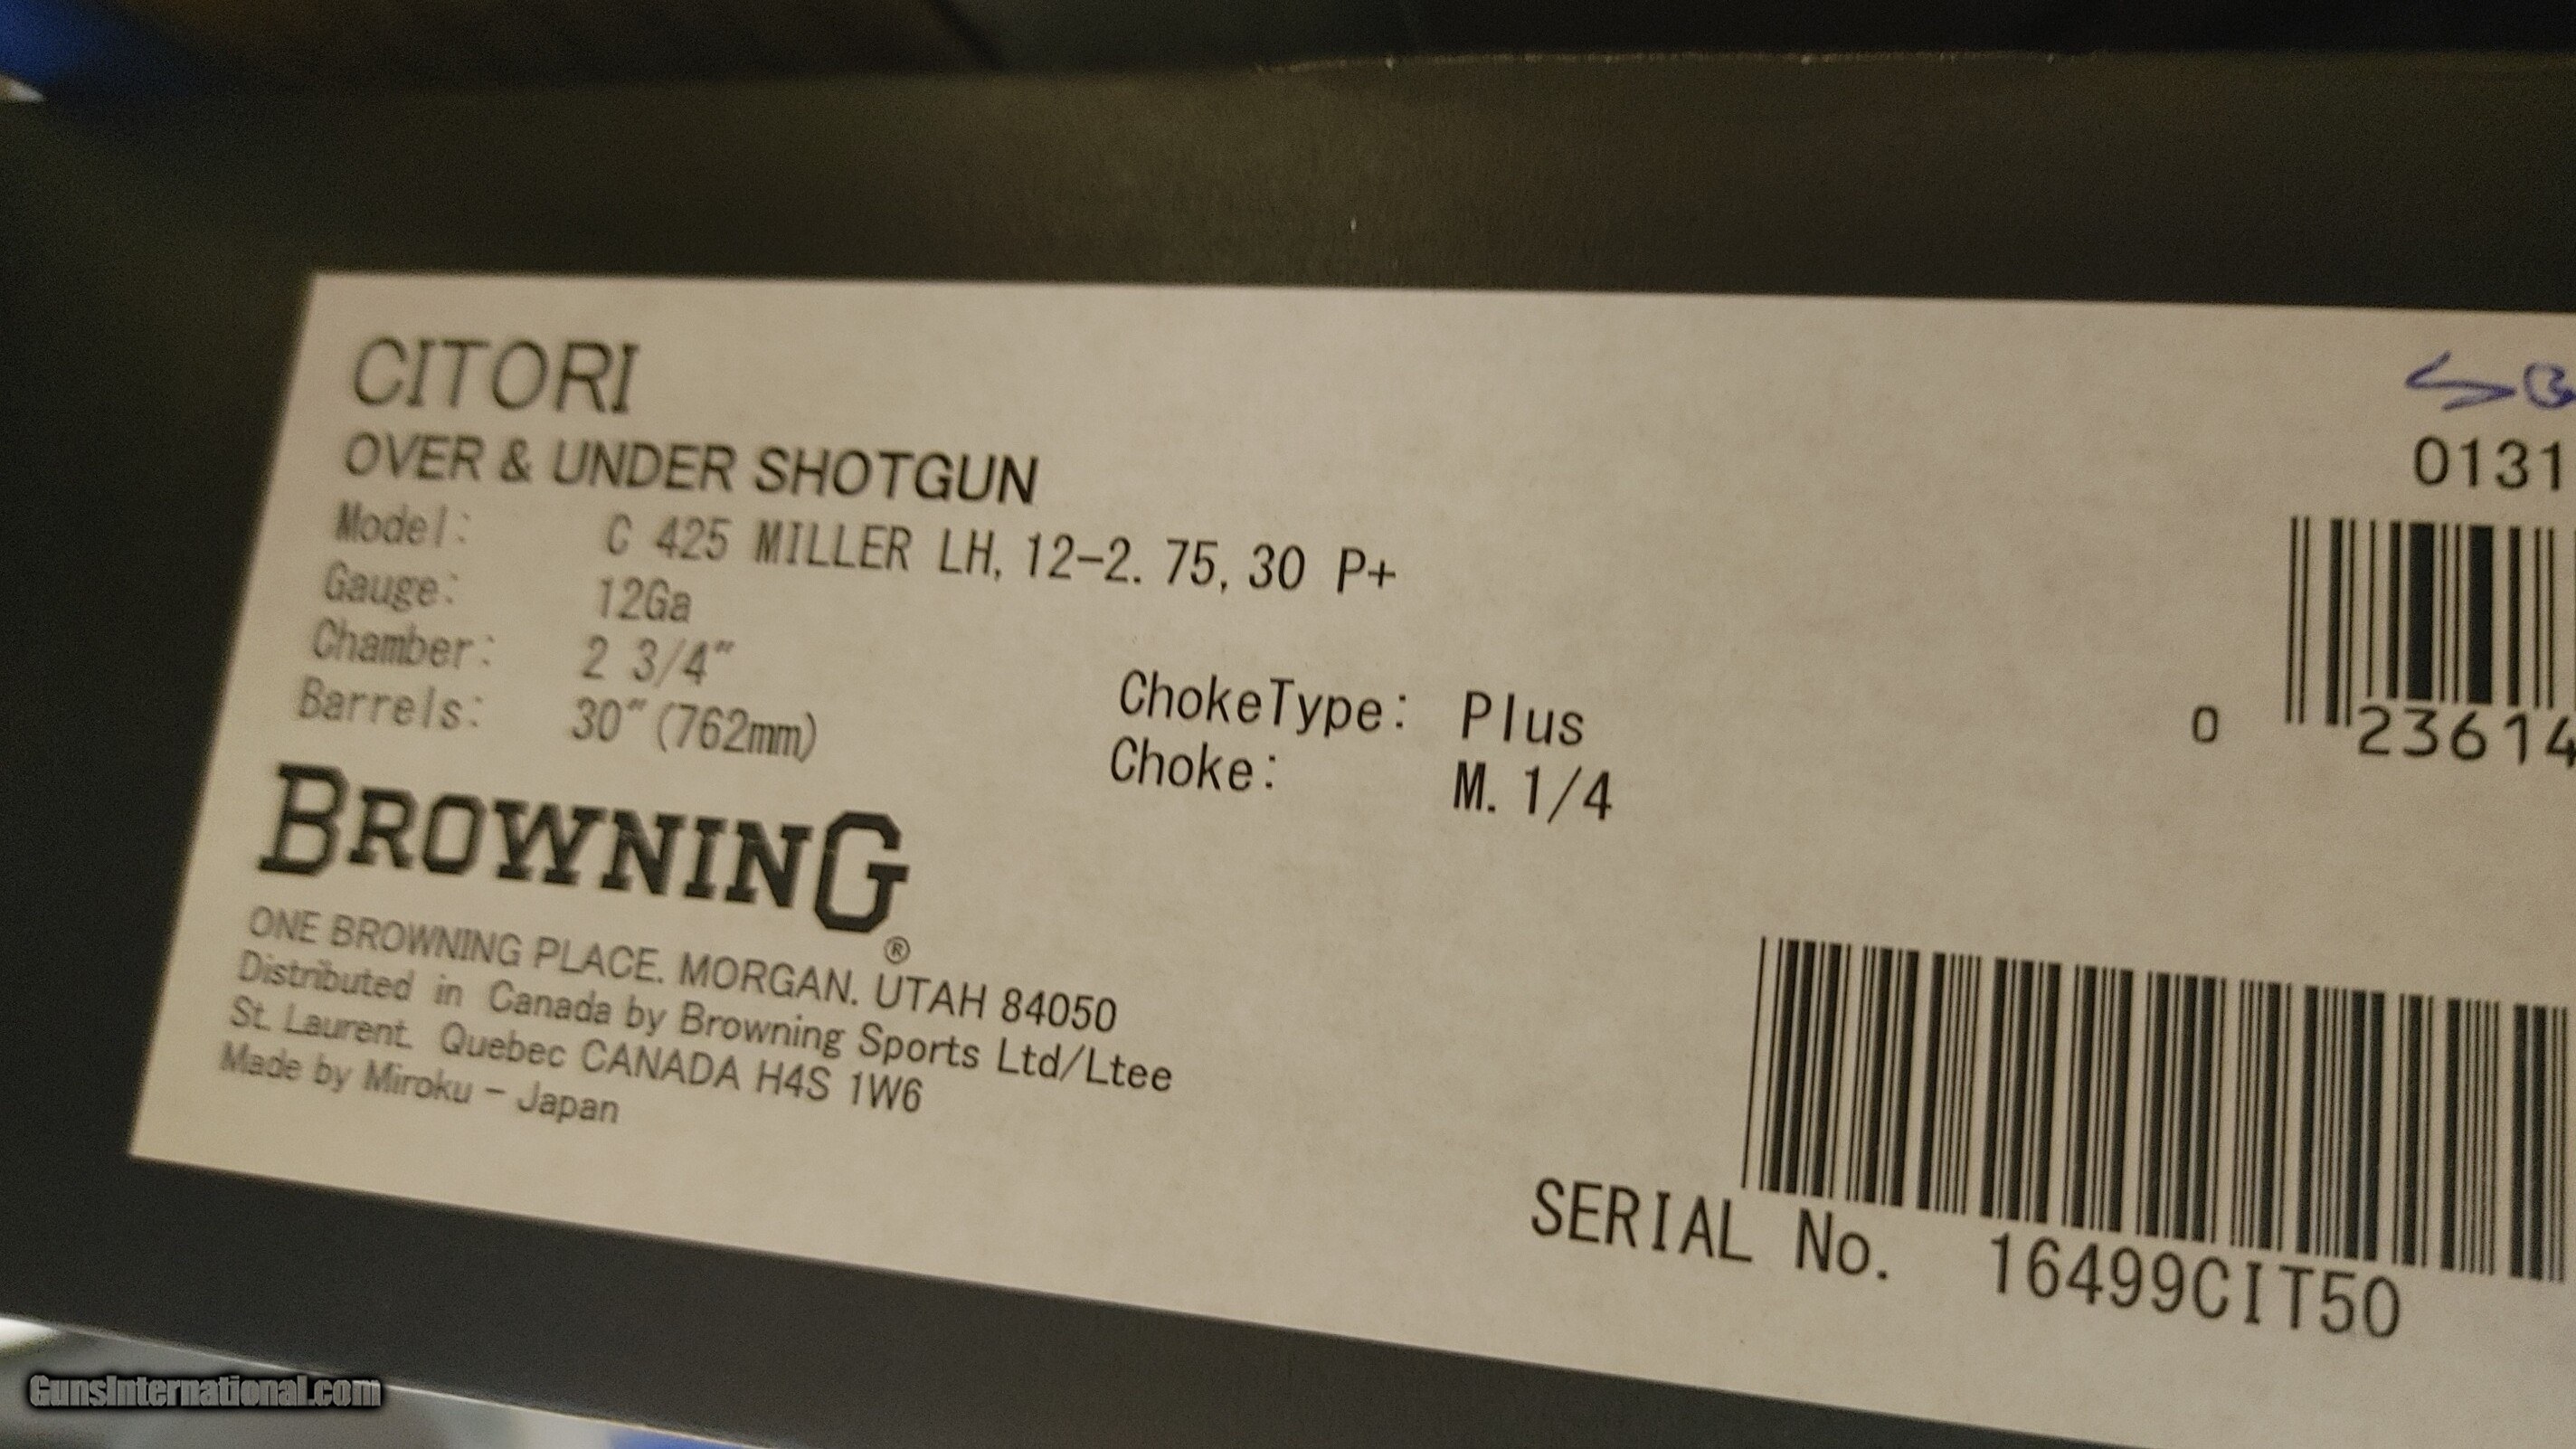 CITORI
OVER & UNDER SHOTGUN
Model: C 425 MILLER LH, 12-2.75, 30 P+
Gauge: 12Ga
Chamber: 2 3/4"
Barrels: 30"(762mm)
ChokeType: Plus
Choke: M. 1/4
BROWNING®
ONE BROWNING PLACE. MORGAN. UTAH 84050
Distributed in Canada by Browning Sports Ltd/Ltee
St. Laurent. Quebec CANADA H4S 1W6
Made by Miroku - Japan
0131
0 23614
SERIAL No. 16499CIT50
GunsInternational.com